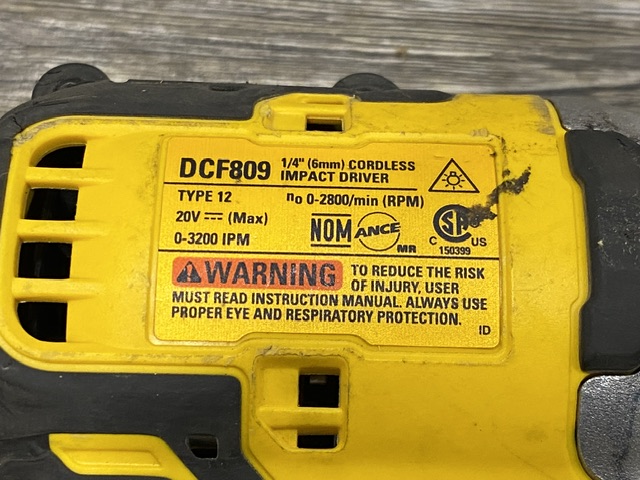 DCF809 1/4" (6mm) CORDLESS
IMPACT DRIVER
TYPE 12 no 0-2800/min (RPM)
20V ⎓ (Max)
0-3200 IPM
NOM ANCE MR
C SA US
150399
WARNING TO REDUCE THE RISK
OF INJURY, USER
MUST READ INSTRUCTION MANUAL. ALWAYS USE
PROPER EYE AND RESPIRATORY PROTECTION.
ID